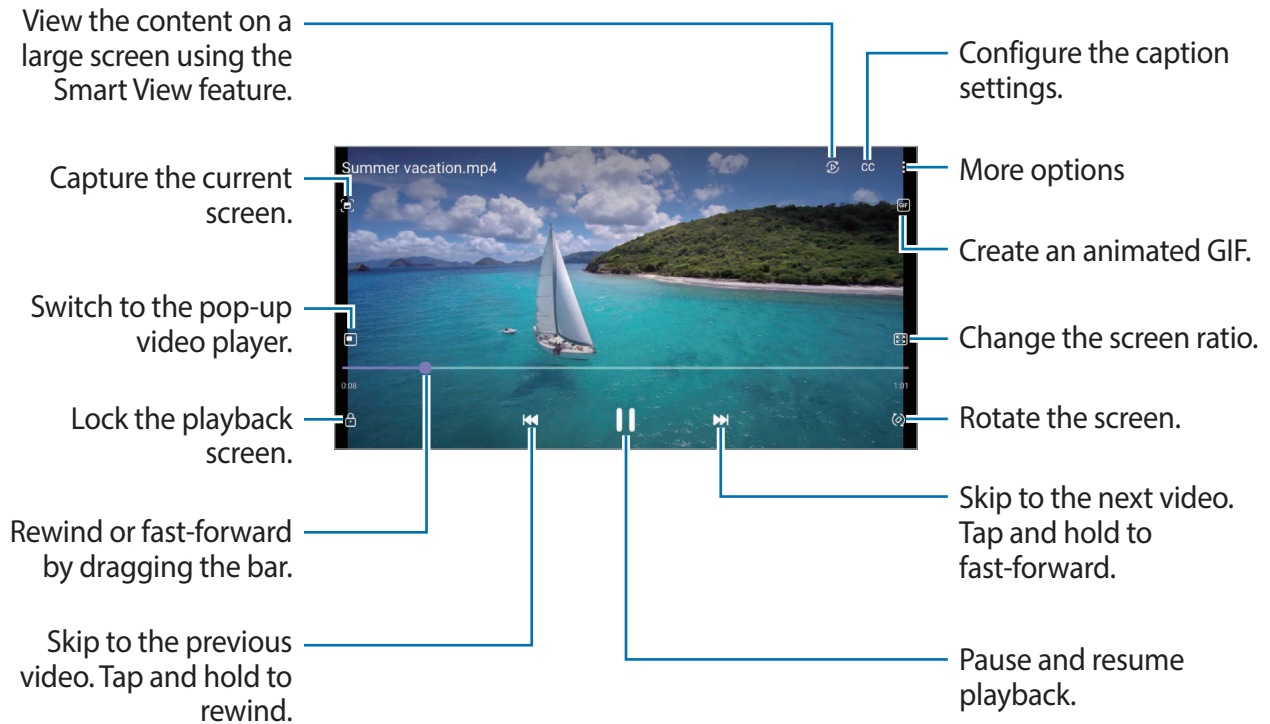 View the content on a
large screen using the
Smart View feature.
Configure the caption
settings.
Summer vacation.mp4
CC
More options
Capture the current
screen.
GIF
Create an animated GIF.
Switch to the pop-up
video player.
Change the screen ratio.
0:08
1:01
Lock the playback
screen.
Rotate the screen.
Skip to the next video.
Tap and hold to
fast-forward.
Rewind or fast-forward
by dragging the bar.
Skip to the previous
video. Tap and hold to
rewind.
Pause and resume
playback.